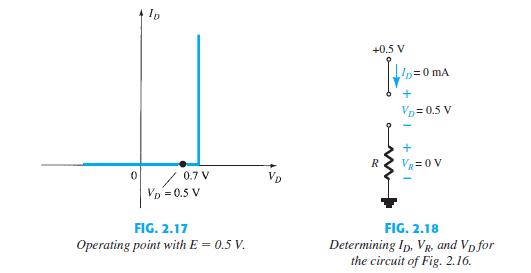 I_D
0
0.7 V
V_D
V_D = 0.5 V
FIG. 2.17
Operating point with E = 0.5 V.
+0.5 V
I_D = 0 mA
+
V_D = 0.5 V
–
+
R
V_R = 0 V
–
FIG. 2.18
Determining I_D, V_R, and V_D for
the circuit of Fig. 2.16.